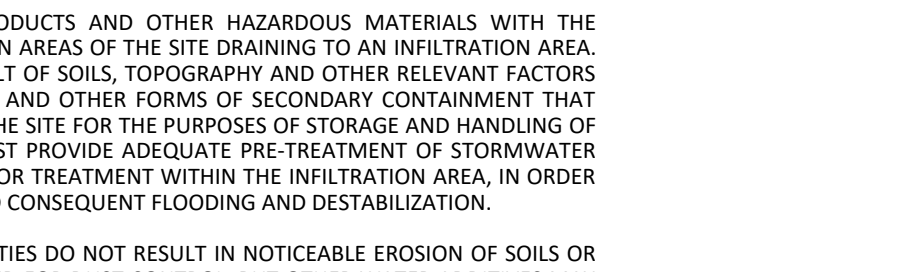 ODUCTS AND OTHER HAZARDOUS MATERIALS WITH THE
N AREAS OF THE SITE DRAINING TO AN INFILTRATION AREA.
LT OF SOILS, TOPOGRAPHY AND OTHER RELEVANT FACTORS
AND OTHER FORMS OF SECONDARY CONTAINMENT THAT
HE SITE FOR THE PURPOSES OF STORAGE AND HANDLING OF
ST PROVIDE ADEQUATE PRE-TREATMENT OF STORMWATER
OR TREATMENT WITHIN THE INFILTRATION AREA, IN ORDER
CONSEQUENT FLOODING AND DESTABILIZATION.
TIES DO NOT RESULT IN NOTICEABLE EROSION OF SOILS OR